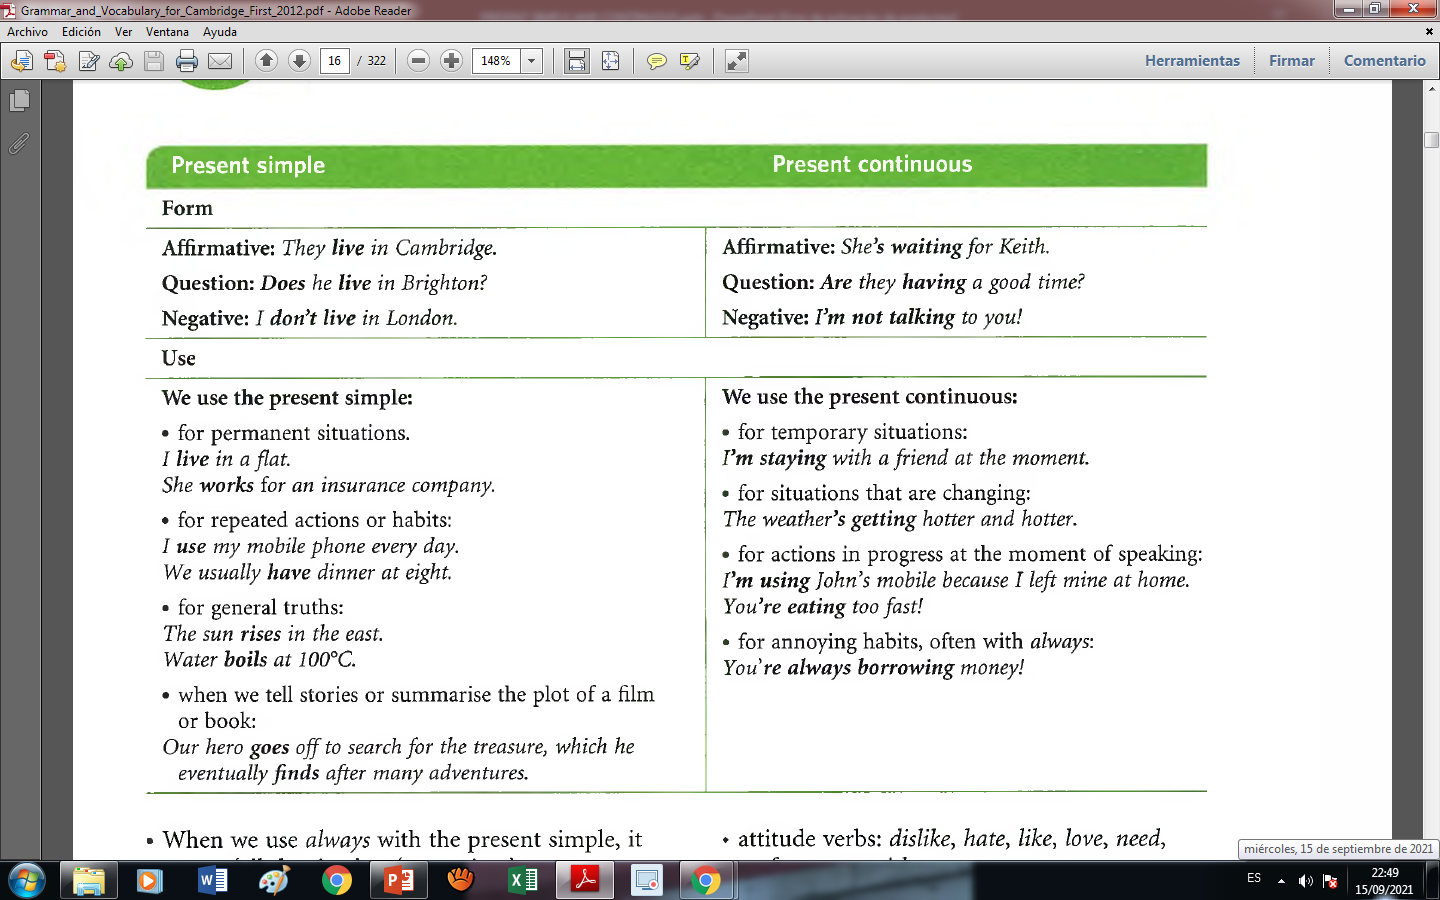 Grammar_and_Vocabulary_for_Cambridge_First_2012.pdf - Adobe Reader
Archivo Edición Ver Ventana Ayuda
16 / 322 148% Herramientas Firmar Comentario
Present simple
Present continuous
Form
Affirmative: They live in Cambridge.
Question: Does he live in Brighton?
Negative: I don't live in London.
Affirmative: She's waiting for Keith.
Question: Are they having a good time?
Negative: I'm not talking to you!
Use
We use the present simple:
• for permanent situations.
I live in a flat.
She works for an insurance company.
• for repeated actions or habits:
I use my mobile phone every day.
We usually have dinner at eight.
• for general truths:
The sun rises in the east.
Water boils at 100°C.
• when we tell stories or summarise the plot of a film
or book:
Our hero goes off to search for the treasure, which he
eventually finds after many adventures.
We use the present continuous:
• for temporary situations:
I'm staying with a friend at the moment.
• for situations that are changing:
The weather's getting hotter and hotter.
• for actions in progress at the moment of speaking:
I'm using John's mobile because I left mine at home.
You're eating too fast!
• for annoying habits, often with always:
You're always borrowing money!
• When we use always with the present simple, it
• attitude verbs: dislike, hate, like, love, need,
miércoles, 15 de septiembre de 2021
ES
22:49
15/09/2021